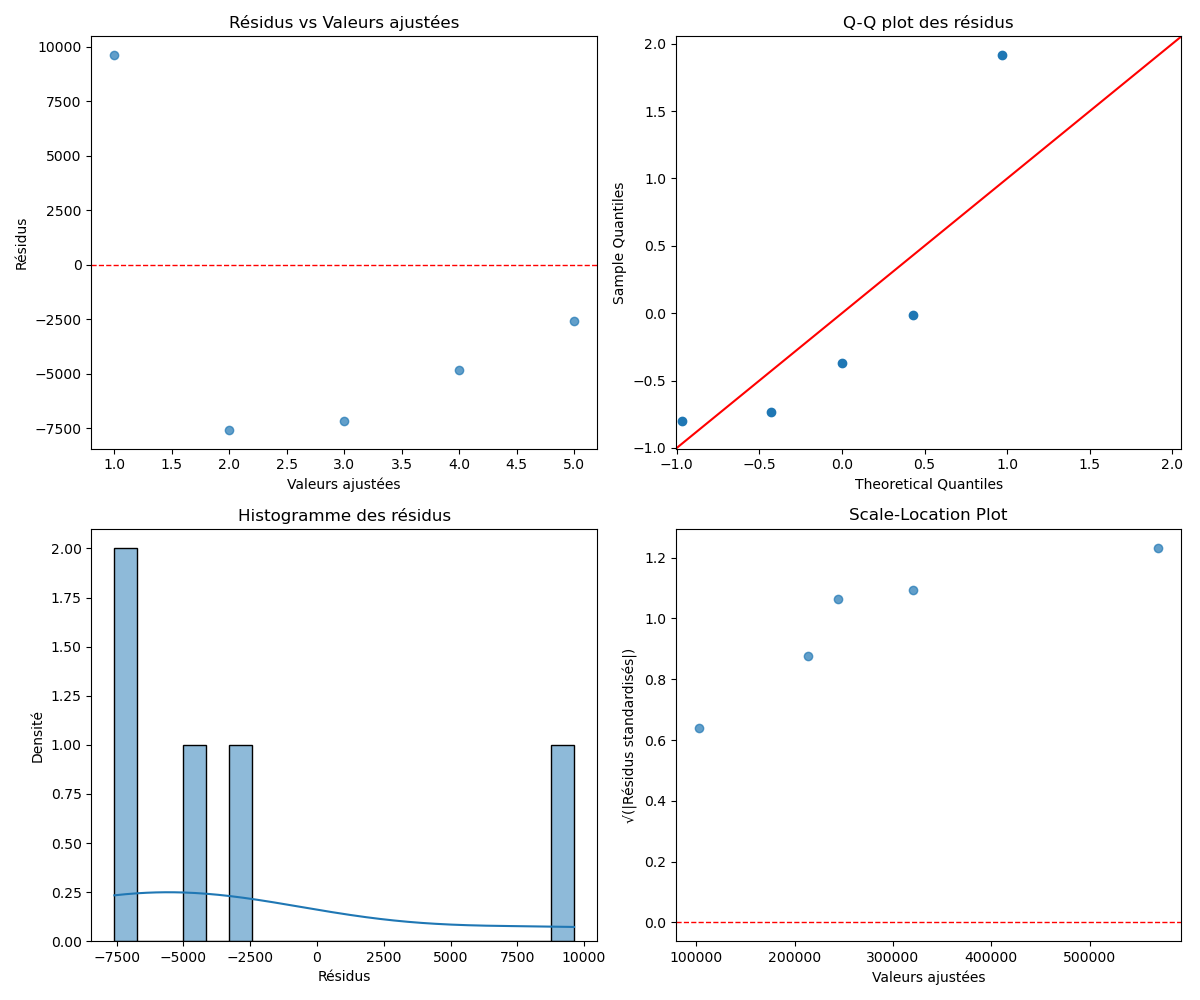 Résidus vs Valeurs ajustées
10000
7500
5000
2500
0
−2500
−5000
−7500
Résidus
1.0 1.5 2.0 2.5 3.0 3.5 4.0 4.5 5.0
Valeurs ajustées
Q-Q plot des résidus
2.0
1.5
1.0
0.5
0.0
−0.5
−1.0
Sample Quantiles
−1.0 −0.5 0.0 0.5 1.0 1.5 2.0
Theoretical Quantiles
Histogramme des résidus
2.00
1.75
1.50
1.25
1.00
0.75
0.50
0.25
0.00
Densité
−7500 −5000 −2500 0 2500 5000 7500 10000
Résidus
Scale-Location Plot
1.2
1.0
0.8
0.6
0.4
0.2
0.0
√(|Résidus standardisés|)
100000 200000 300000 400000 500000
Valeurs ajustées